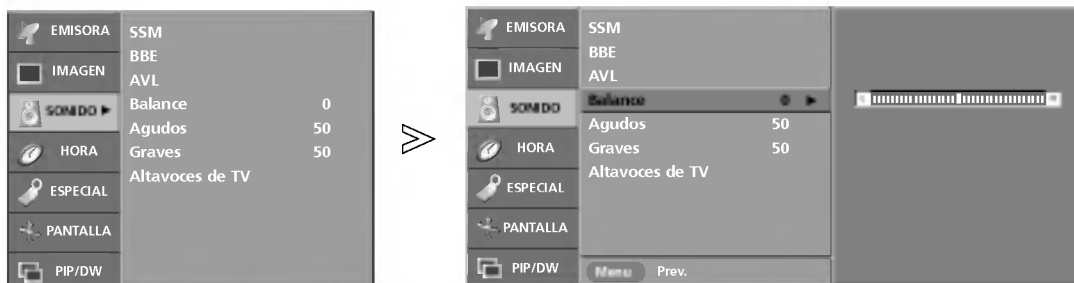 EMISORA
IMAGEN
SONIDO ►
HORA
ESPECIAL
PANTALLA
PIP/DW
SSM
BBE
AVL
Balance 0
Agudos 50
Graves 50
Altavoces de TV
EMISORA
IMAGEN
SONIDO
HORA
ESPECIAL
PANTALLA
PIP/DW
SSM
BBE
AVL
Balance 0 ►
Agudos 50
Graves 50
Altavoces de TV
Menu Prev.